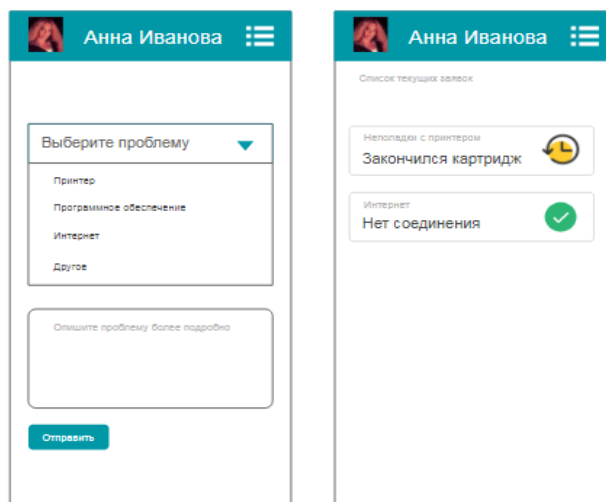 Анна Иванова
Выберите проблему
Принтер
Программное обеспечение
Интернет
Другое
Опишите проблему более подробно
Отправить
Анна Иванова
Список текущих заявок
Неполадки с принтером
Закончился картридж
Интернет
Нет соединения